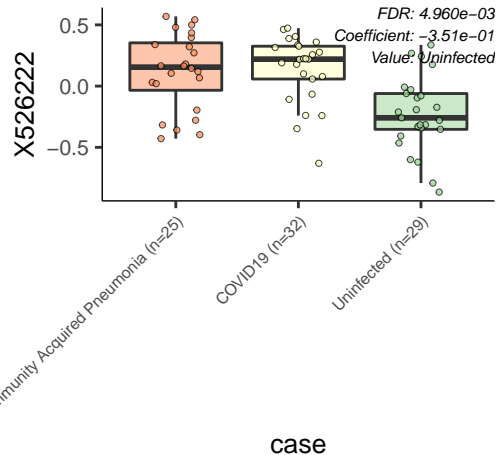 FDR: 4.960e−03
Coefficient: −3.51e−01
Value: Uninfected
X526222
0.5
0.0
−0.5
Acquired Pneumonia (n=25)
COVID19 (n=32)
Uninfected (n=29)
case